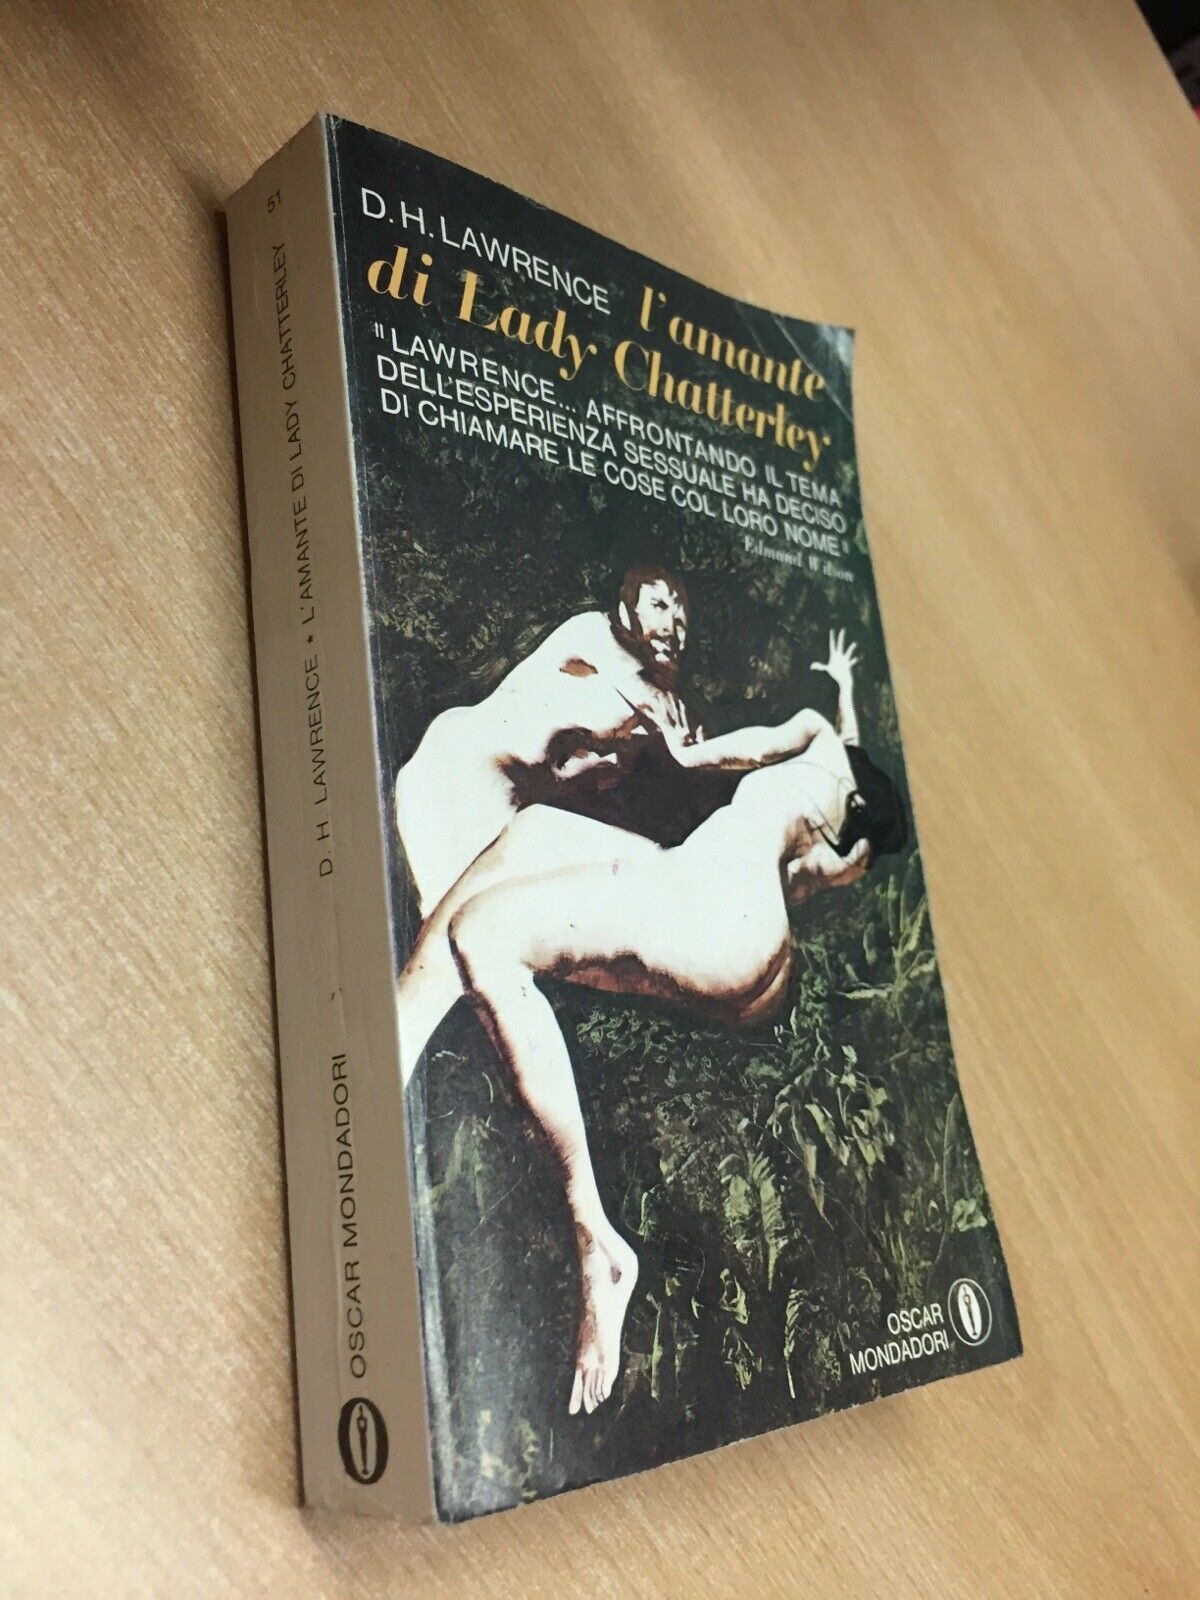 51
D. H. LAWRENCE ★ L'AMANTE DI LADY CHATTERLEY
OSCAR MONDADORI
D.H.LAWRENCE l'amante
di Lady Chatterley
"LAWRENCE... AFFRONTANDO IL TEMA
DELL'ESPERIENZA SESSUALE HA DECISO
DI CHIAMARE LE COSE COL LORO NOME"
Edmund Wilson
OSCAR
MONDADORI